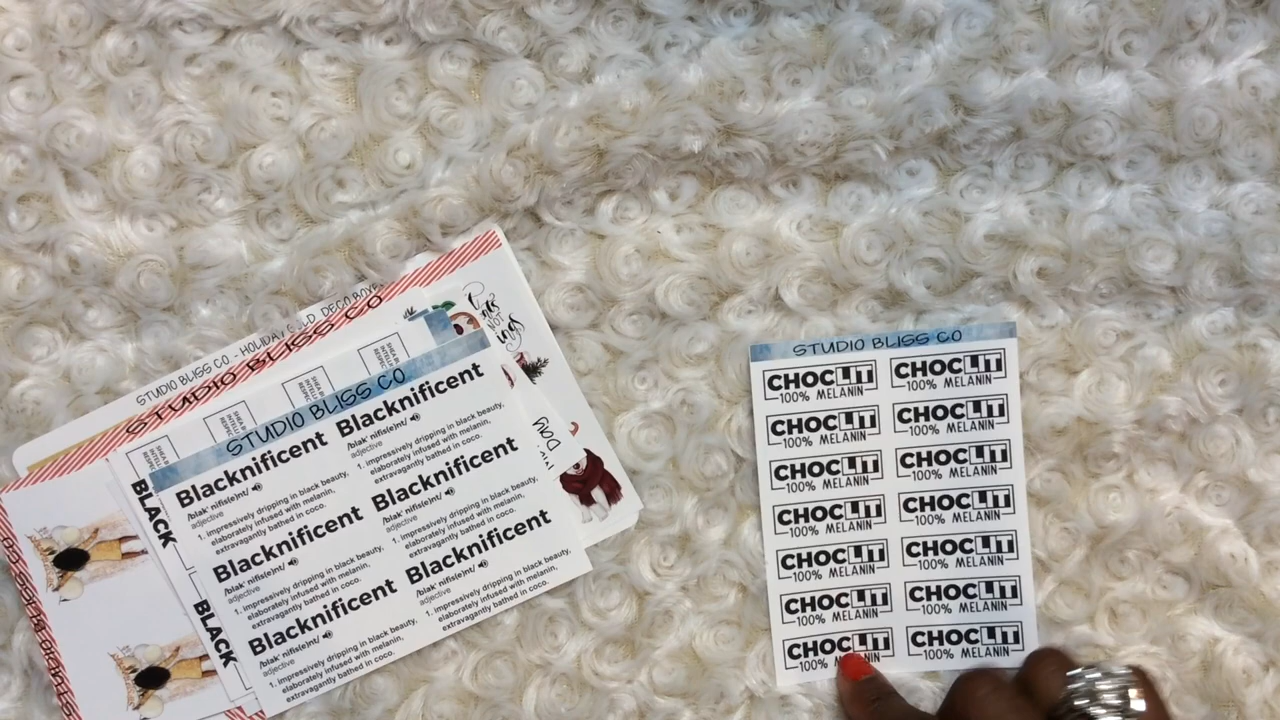 STUDIO BLISS CO - HOLIDAY GOLD DECO BOXES
STUDIO BLISS CO
STUDIO BLISS CO
Blacknificent
/blak' nifis(e)nt/
adjective
1. impressively dripping in black beauty,
elaborately infused with melanin,
extravagantly bathed in coco.
Blacknificent
/blak' nifis(e)nt/
adjective
1. impressively dripping in black beauty,
elaborately infused with melanin,
extravagantly bathed in coco.
Blacknificent
/blak' nifis(e)nt/
adjective
1. impressively dripping in black beauty,
elaborately infused with melanin,
extravagantly bathed in coco.
Blacknificent
/blak' nifis(e)nt/
adjective
1. impressively dripping in black beauty,
elaborately infused with melanin,
extravagantly bathed in coco.
Blacknificent
/blak' nifis(e)nt/
adjective
1. impressively dripping in black beauty,
elaborately infused with melanin,
extravagantly bathed in coco.
Blacknificent
/blak' nifis(e)nt/
adjective
1. impressively dripping in black beauty,
elaborately infused with melanin,
extravagantly bathed in coco.
BLACK
BLACK
NOT
STUDIO BLISS CO
CHOCLIT
100% MELANIN
CHOCLIT
100% MELANIN
CHOCLIT
100% MELANIN
CHOCLIT
100% MELANIN
CHOCLIT
100% MELANIN
CHOCLIT
100% MELANIN
CHOCLIT
100% MELANIN
CHOCLIT
100% MELANIN
CHOCLIT
100% MELANIN
CHOCLIT
100% MELANIN
CHOCLIT
100% MELANIN
CHOCLIT
100% MELANIN
CHOCLIT
100%
CHOCLIT
100% MELANIN